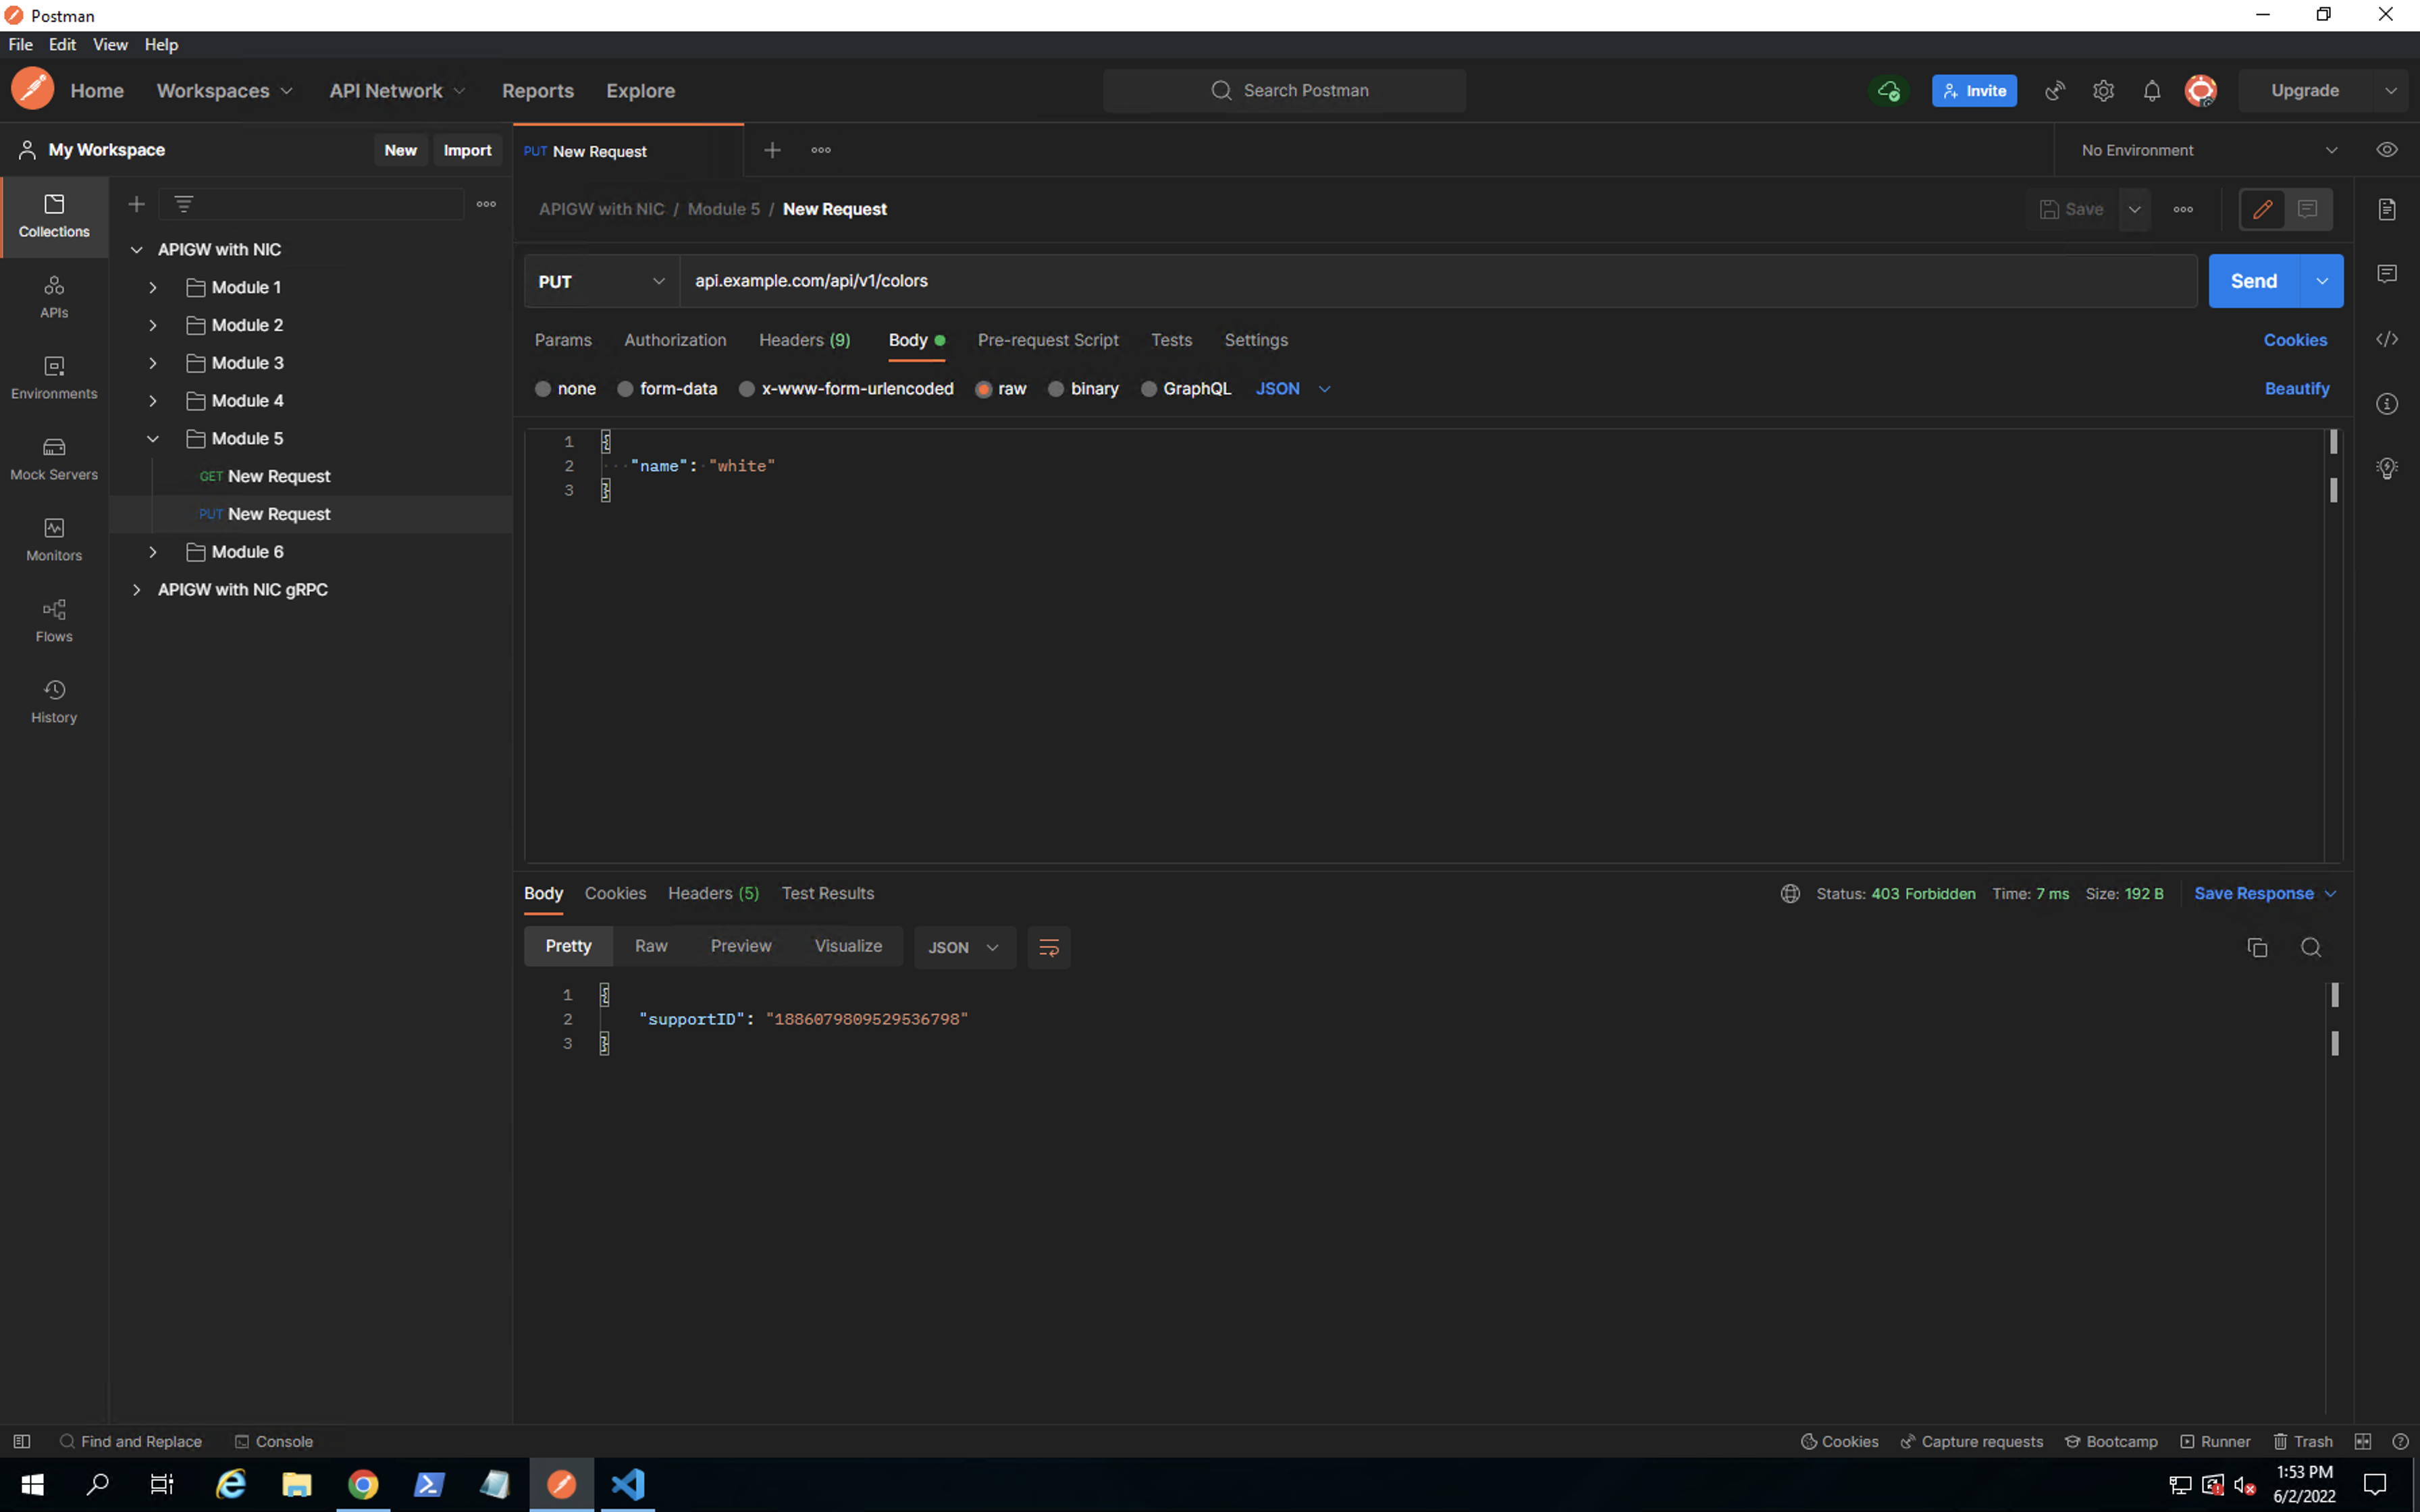 Postman
File Edit View Help
Home Workspaces API Network Reports Explore Search Postman Invite Upgrade
My Workspace New Import PUT New Request No Environment
APIGW with NIC / Module 5 / New Request Save
Collections
APIs
Environments
Mock Servers
Monitors
Flows
History
APIGW with NIC
Module 1
Module 2
Module 3
Module 4
Module 5
GET New Request
PUT New Request
Module 6
APIGW with NIC gRPC
PUT api.example.com/api/v1/colors Send
Params Authorization Headers (9) Body Pre-request Script Tests Settings Cookies
none form-data x-www-form-urlencoded raw binary GraphQL JSON Beautify
1 {
2 "name": "white"
3 }
Body Cookies Headers (5) Test Results Status: 403 Forbidden Time: 7 ms Size: 192 B Save Response
Pretty Raw Preview Visualize JSON
1 {
2 "supportID": "1886079809529536798"
3 }
Find and Replace Console Cookies Capture requests Bootcamp Runner Trash
1:53 PM
6/2/2022